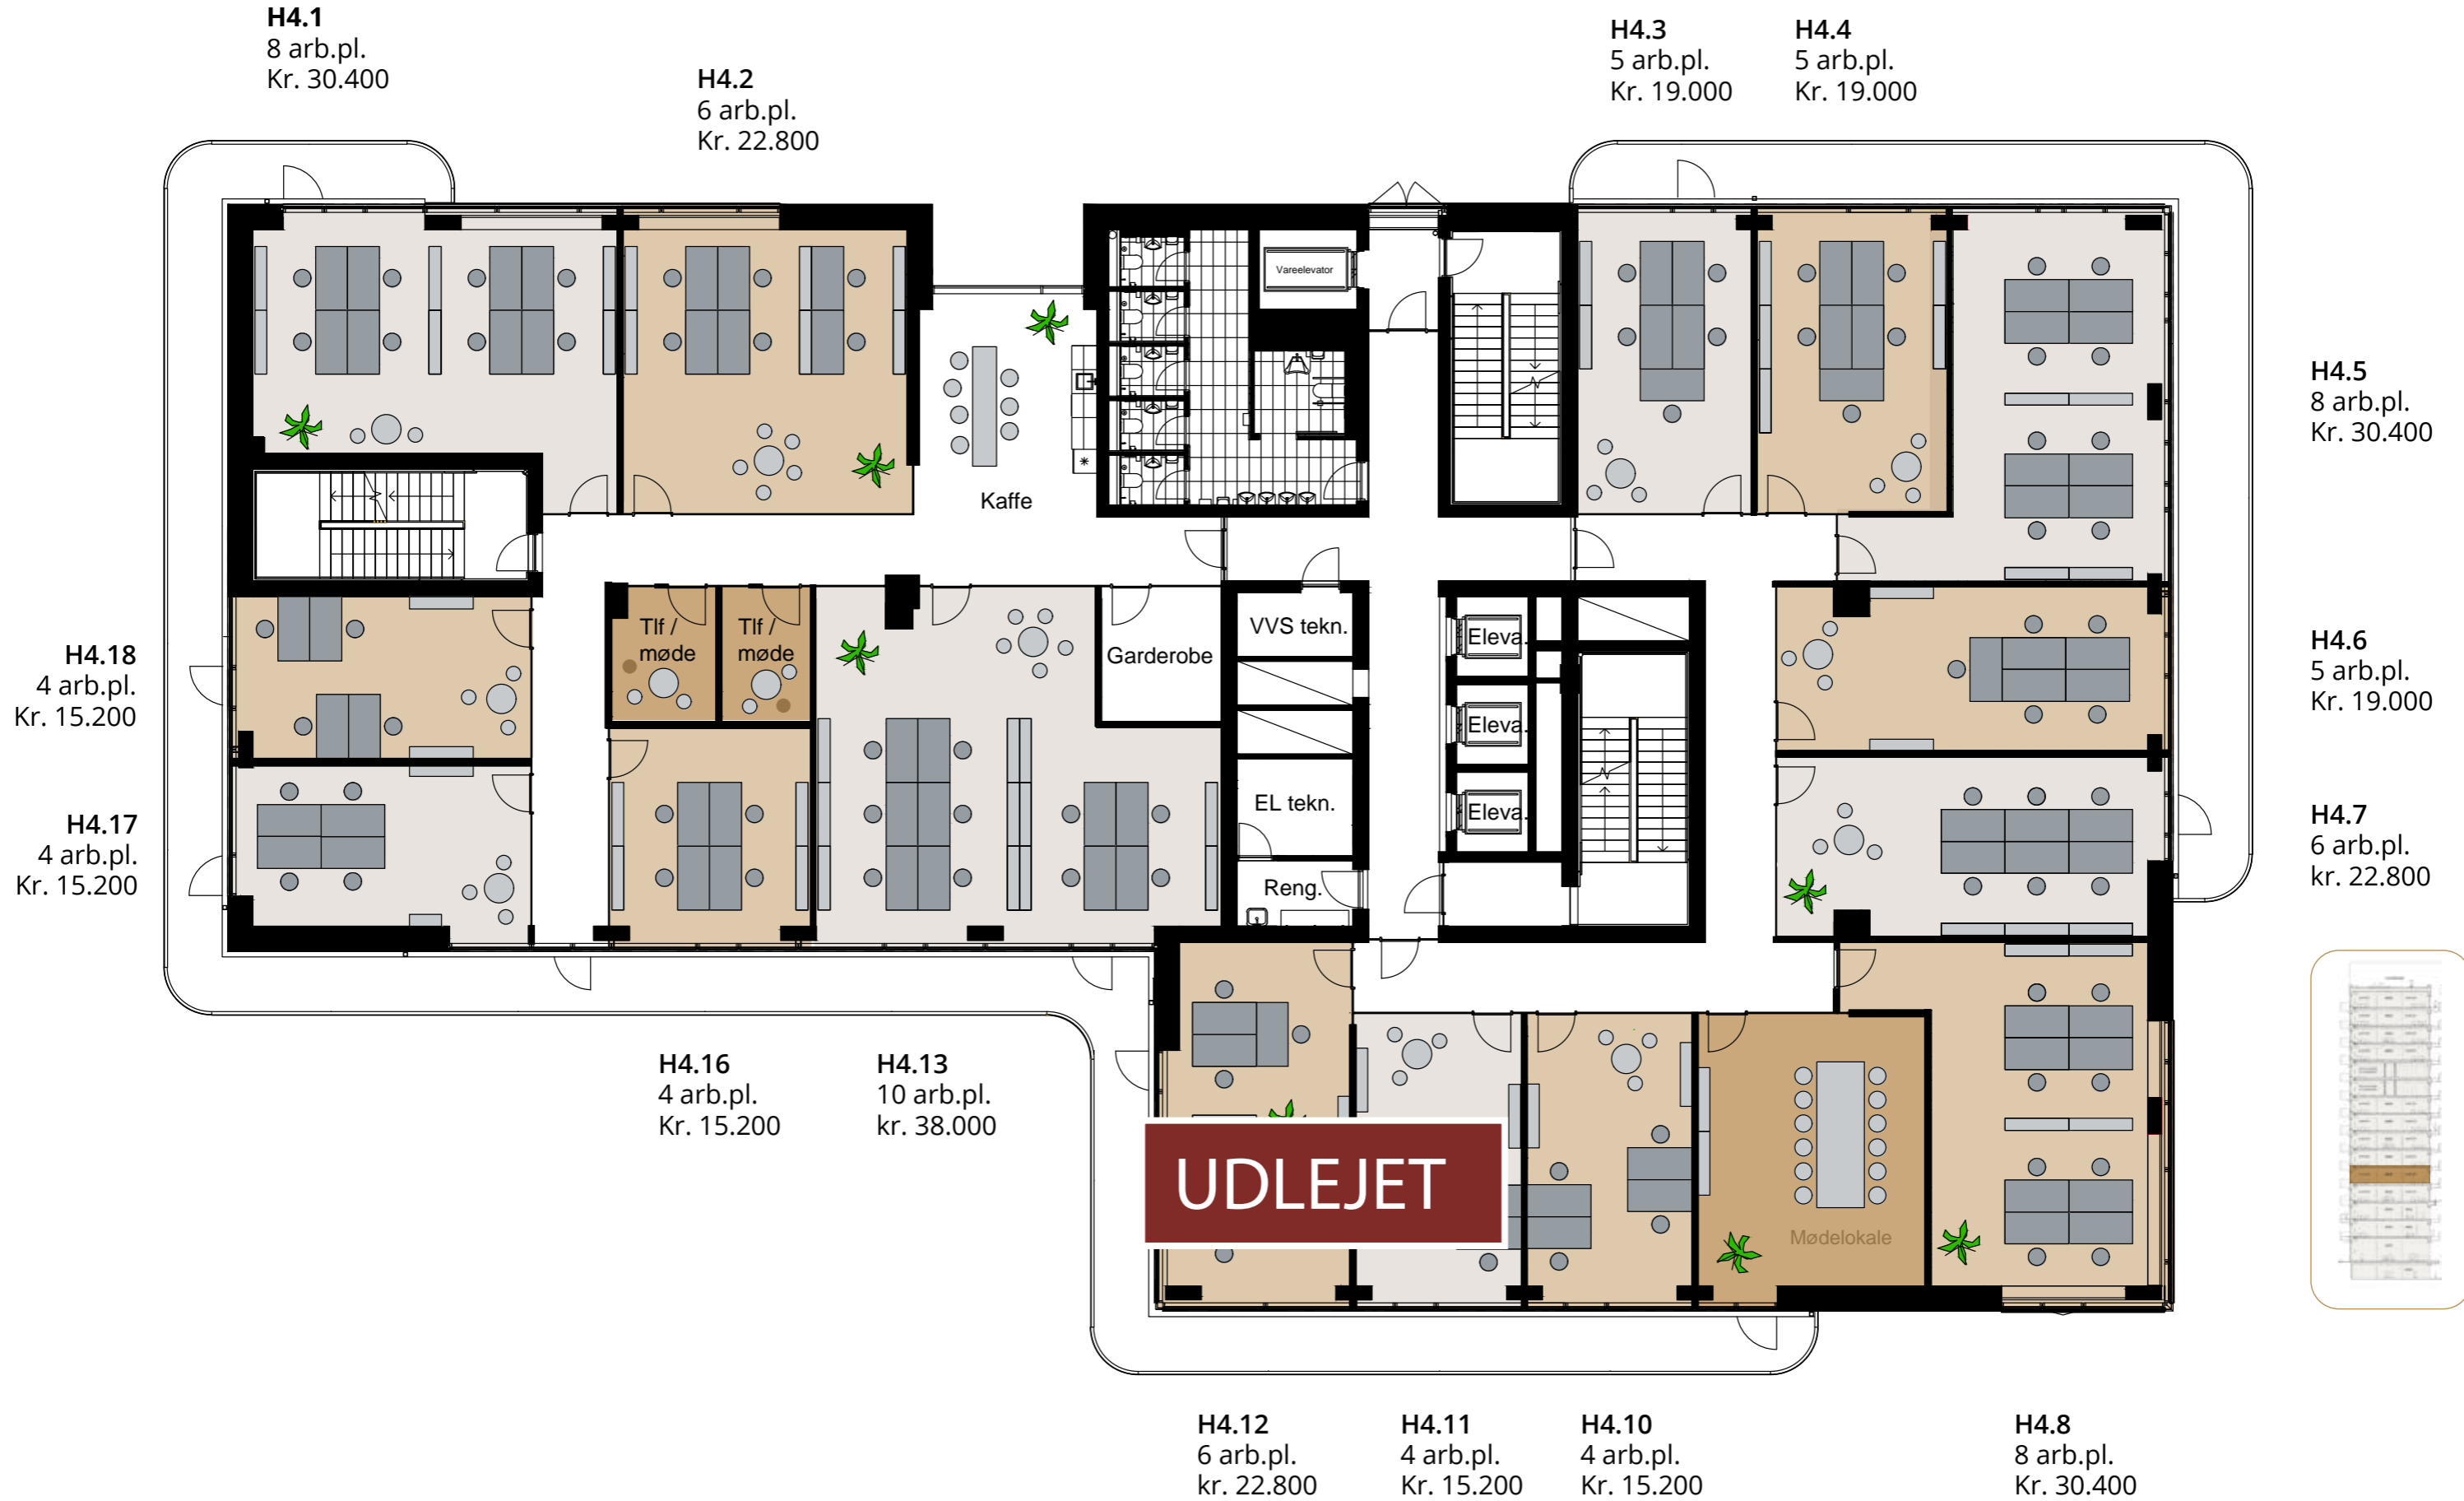 H4.1
8 arb.pl.
Kr. 30.400
H4.2
6 arb.pl.
Kr. 22.800
H4.3
5 arb.pl.
Kr. 19.000
H4.4
5 arb.pl.
Kr. 19.000
Vareelevator
Kaffe
H4.5
8 arb.pl.
Kr. 30.400
H4.18
4 arb.pl.
Kr. 15.200
Tlf /
møde
Tlf /
møde
Garderobe
VVS tekn.
Eleva.
Eleva.
Eleva.
EL tekn.
Reng.
H4.6
5 arb.pl.
Kr. 19.000
H4.17
4 arb.pl.
Kr. 15.200
H4.7
6 arb.pl.
kr. 22.800
H4.16
4 arb.pl.
Kr. 15.200
H4.13
10 arb.pl.
kr. 38.000
UDLEJET
Mødelokale
H4.12
6 arb.pl.
kr. 22.800
H4.11
4 arb.pl.
Kr. 15.200
H4.10
4 arb.pl.
Kr. 15.200
H4.8
8 arb.pl.
Kr. 30.400